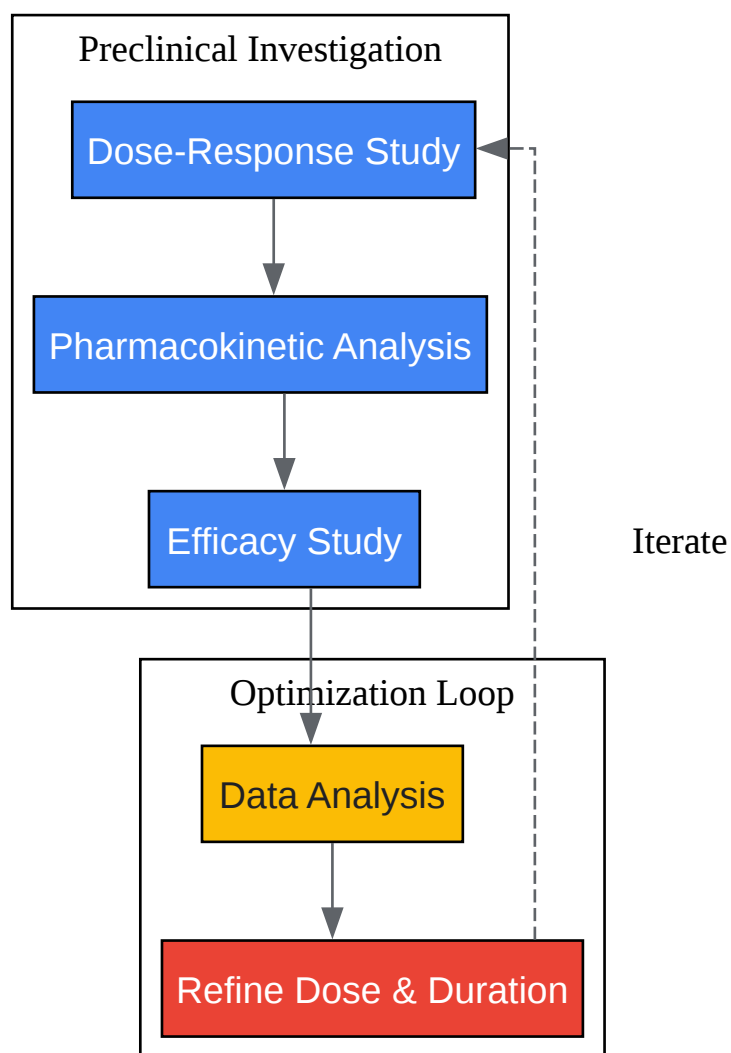 Preclinical Investigation
Dose-Response Study
Pharmacokinetic Analysis
Efficacy Study
Iterate
Optimization Loop
Data Analysis
Refine Dose & Duration